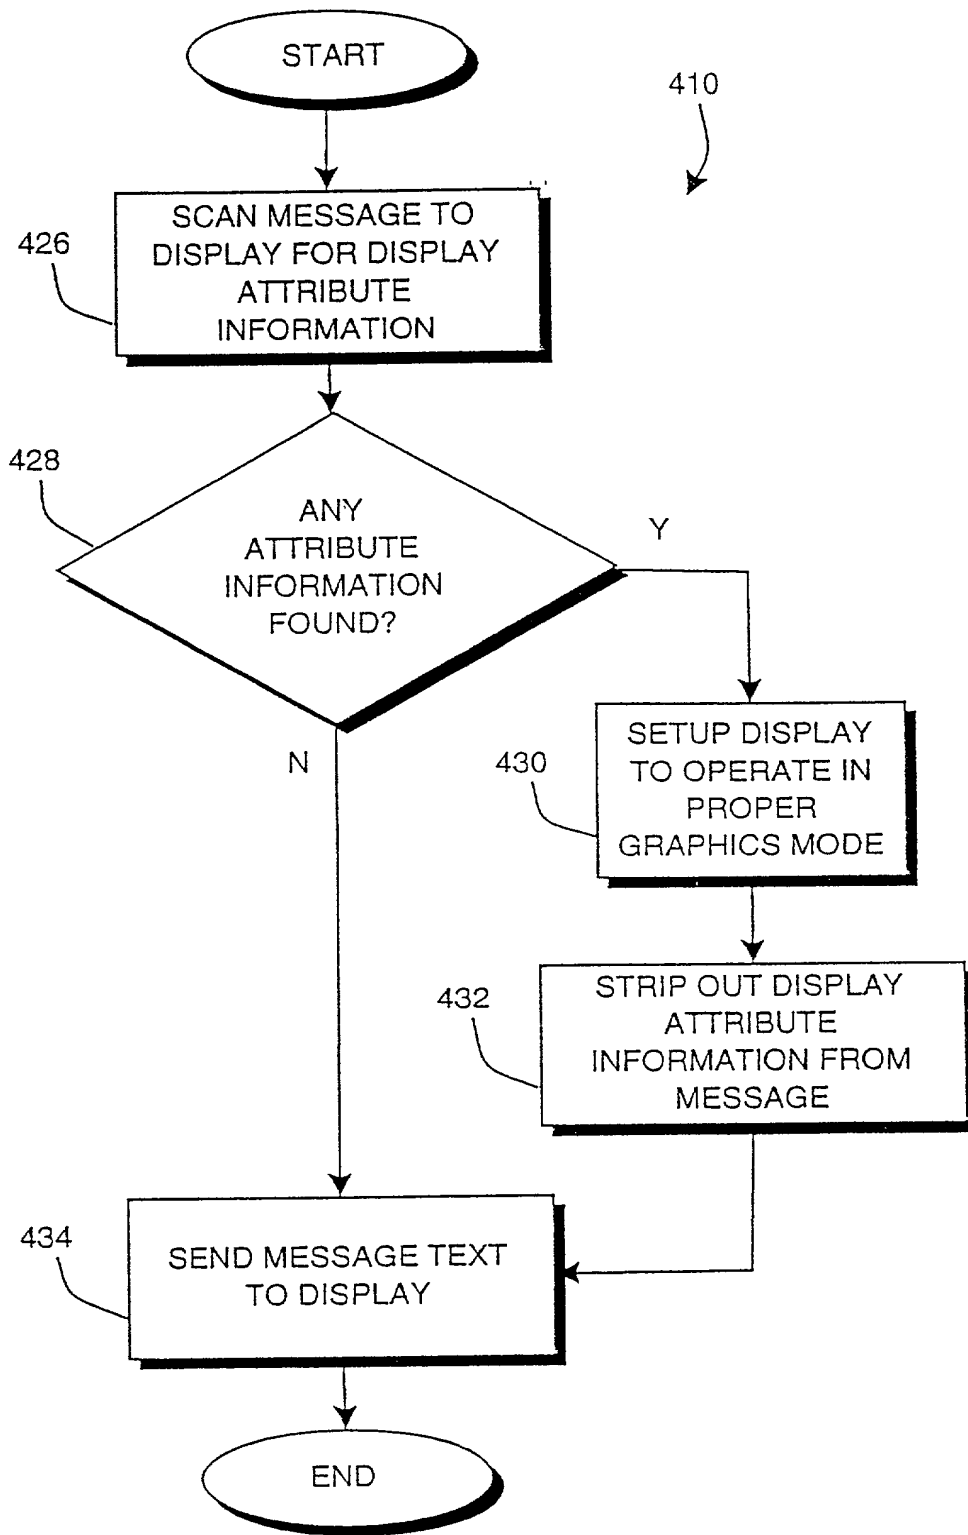 START
410
426
SCAN MESSAGE TO
DISPLAY FOR DISPLAY
ATTRIBUTE
INFORMATION
428
ANY
ATTRIBUTE
INFORMATION
FOUND?
Y
N
430
SETUP DISPLAY
TO OPERATE IN
PROPER
GRAPHICS MODE
432
STRIP OUT DISPLAY
ATTRIBUTE
INFORMATION FROM
MESSAGE
434
SEND MESSAGE TEXT
TO DISPLAY
END